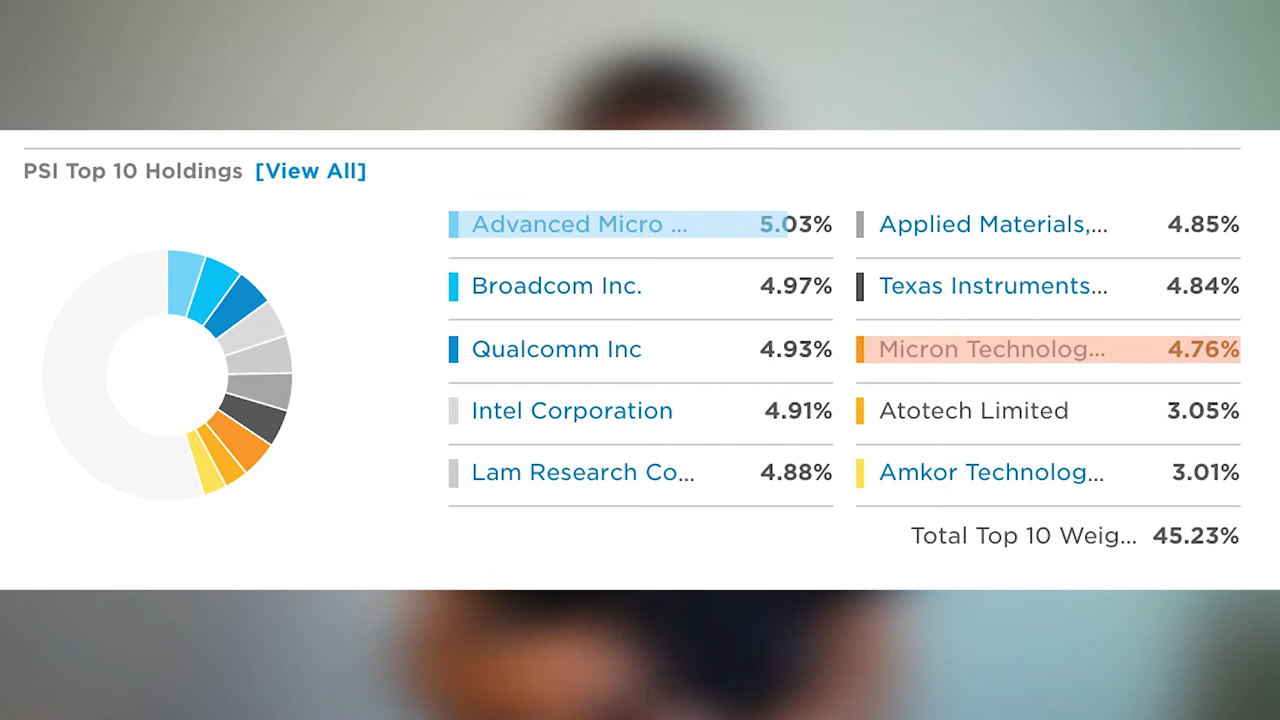 PSI Top 10 Holdings [View All]
Advanced Micro ... 5.03%
Broadcom Inc. 4.97%
Qualcomm Inc 4.93%
Intel Corporation 4.91%
Lam Research Co... 4.88%
Applied Materials,... 4.85%
Texas Instruments... 4.84%
Micron Technolog... 4.76%
Atotech Limited 3.05%
Amkor Technolog... 3.01%
Total Top 10 Weig... 45.23%